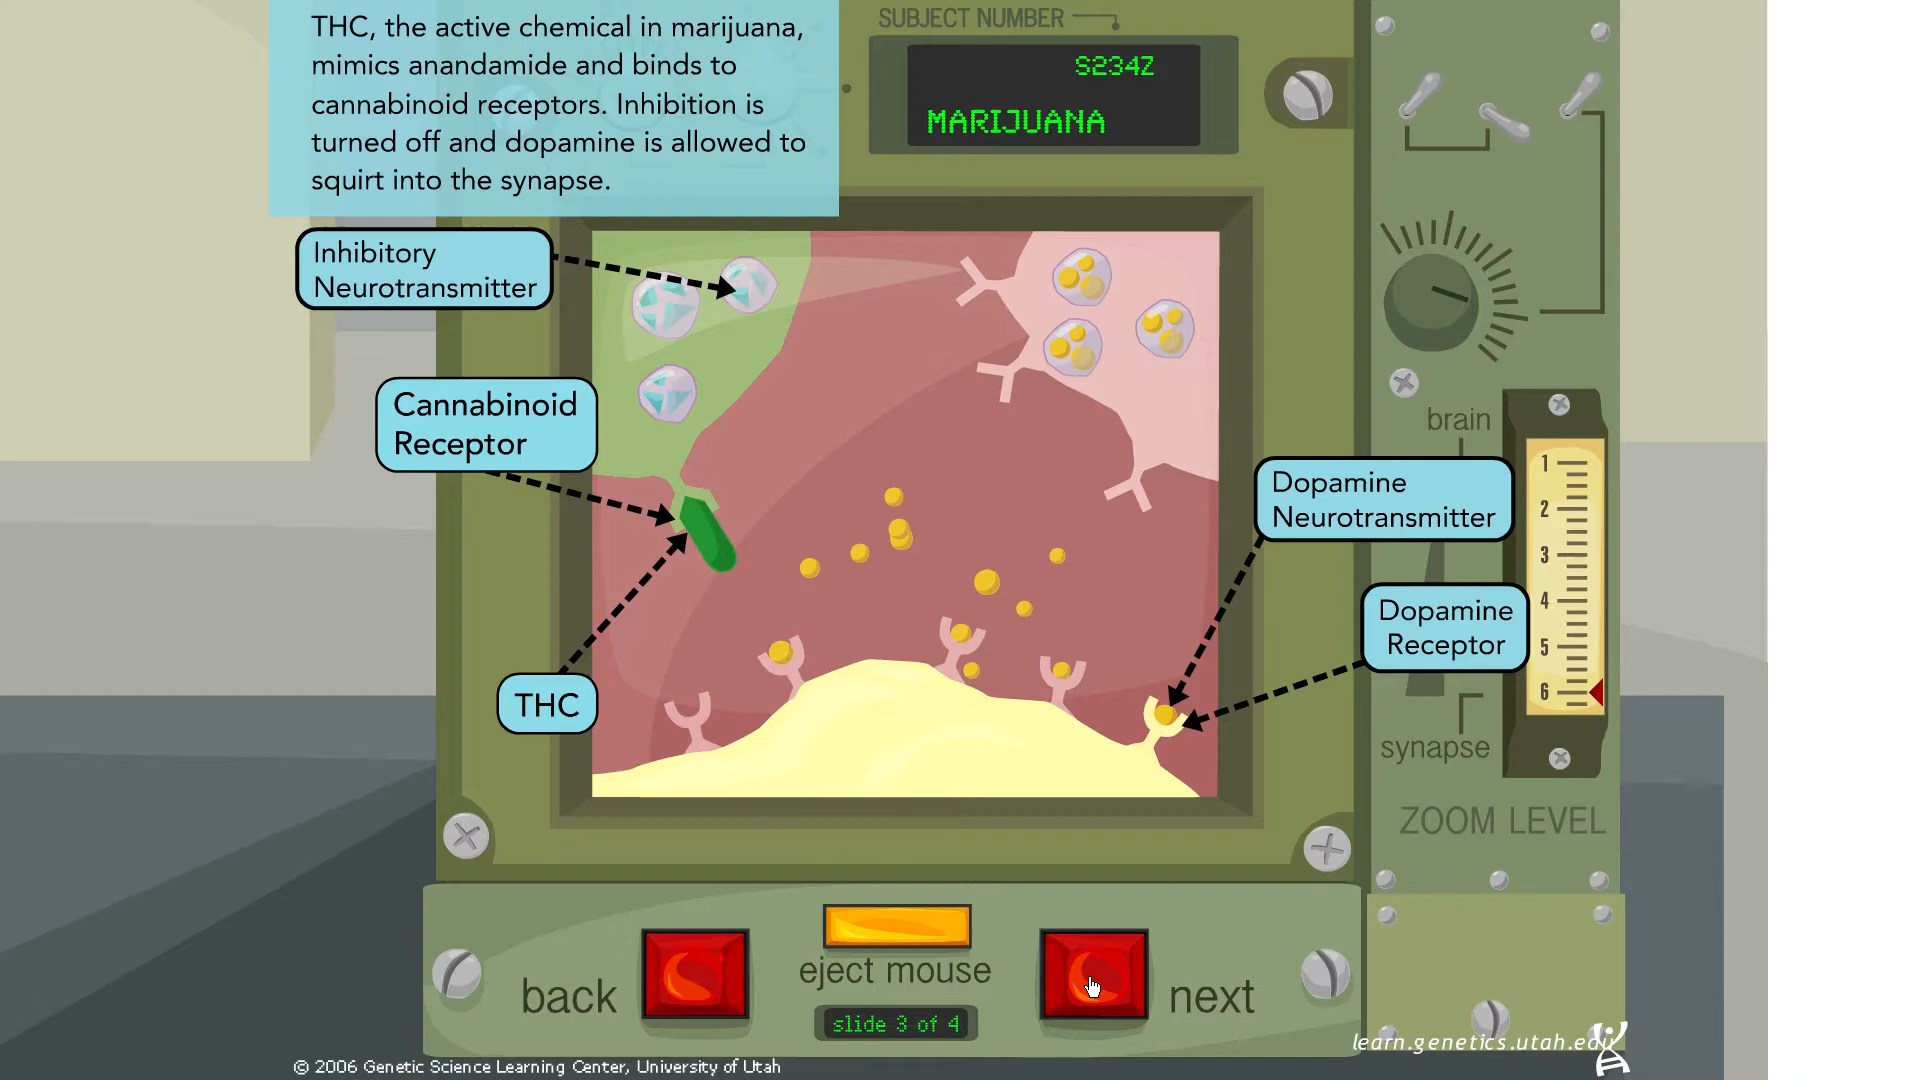 THC, the active chemical in marijuana,
mimics anandamide and binds to
cannabinoid receptors. Inhibition is
turned off and dopamine is allowed to
squirt into the synapse.
SUBJECT NUMBER
S234Z
MARIJUANA
Inhibitory
Neurotransmitter
Cannabinoid
Receptor
THC
Dopamine
Neurotransmitter
Dopamine
Receptor
brain
1
2
3
4
5
6
synapse
ZOOM LEVEL
back
eject mouse
next
slide 3 of 4
learn.genetics.utah.edu
© 2006 Genetic Science Learning Center, University of Utah